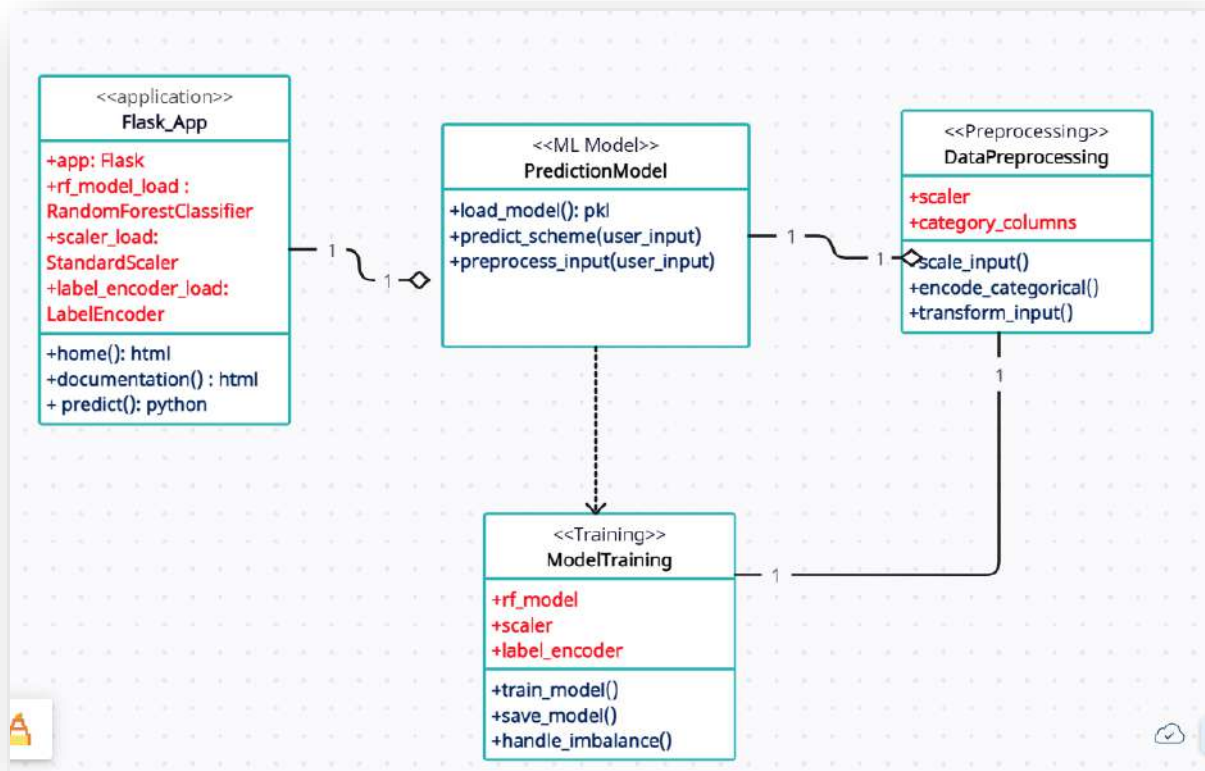 <<application>>
Flask_App
+app: Flask
+rf_model_load :
RandomForestClassifier
+scaler_load:
StandardScaler
+label_encoder_load:
LabelEncoder
+home(): html
+documentation() : html
+ predict(): python
1
1
<<ML Model>>
PredictionModel
+load_model(): pkl
+predict_scheme(user_input)
+preprocess_input(user_input)
1
1
<<Preprocessing>>
DataPreprocessing
+scaler
+category_columns
scale_input()
+encode_categorical()
+transform_input()
1
1
<<Training>>
ModelTraining
+rf_model
+scaler
+label_encoder
+train_model()
+save_model()
+handle_imbalance()